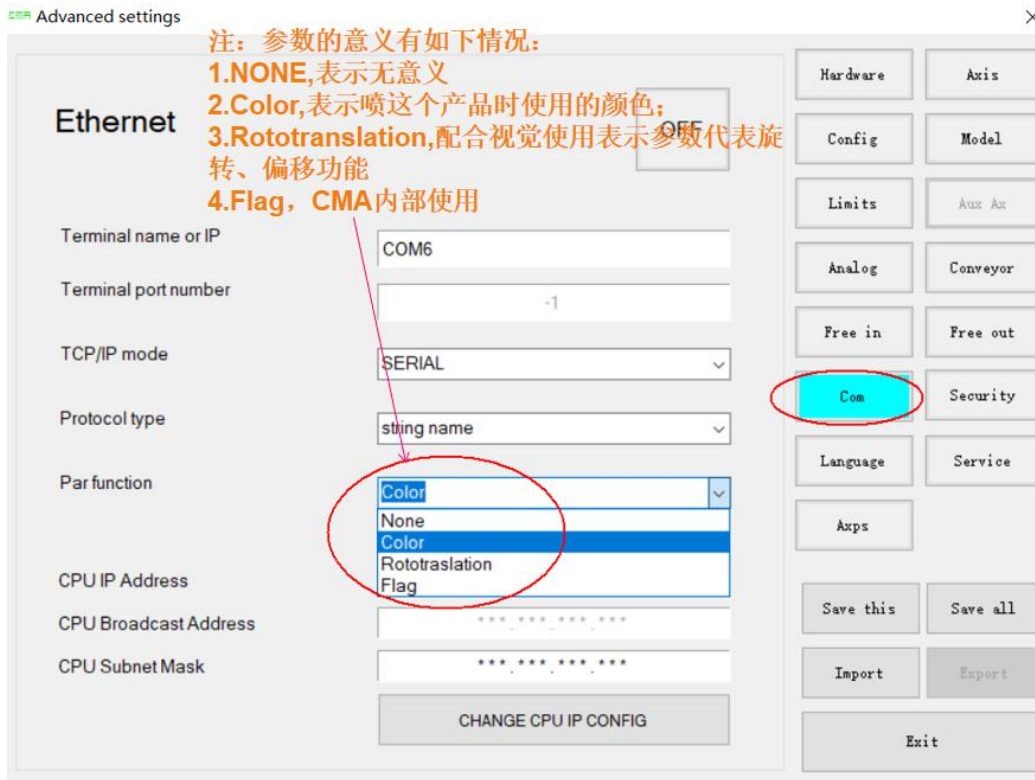 CMA Advanced settings
注：参数的意义有如下情况：
1.NONE,表示无意义
2.Color,表示喷这个产品时使用的颜色；
3.Rototranslation,配合视觉使用表示参数代表旋
转、偏移功能
4.Flag，CMA内部使用
Ethernet
OFF
Terminal name or IP
COM6
Terminal port number
-1
TCP/IP mode
SERIAL
Protocol type
string name
Par function
Color
None
Color
Rototraslation
Flag
CPU IP Address
CPU Broadcast Address
***.***.***.***
CPU Subnet Mask
***.***.***.***
CHANGE CPU IP CONFIG
Hardware
Axis
Config
Model
Limits
Aux Ax
Analog
Conveyor
Free in
Free out
Com
Security
Language
Service
Axps
Save this
Save all
Import
Export
Exit